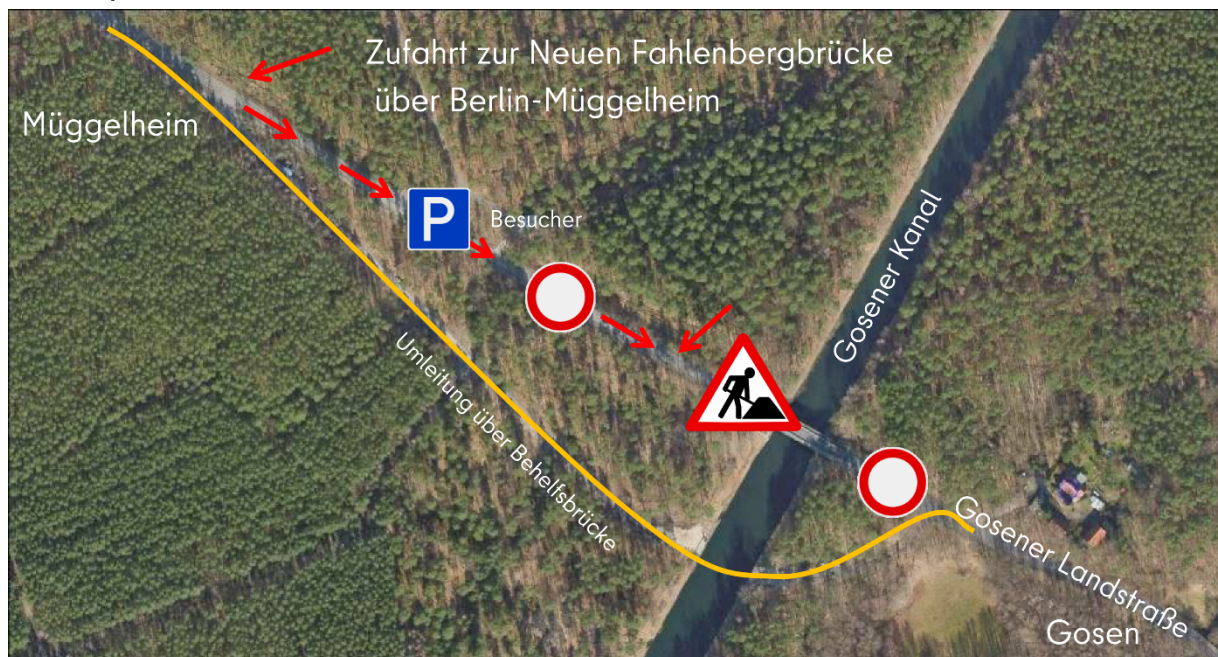 Zufahrt zur Neuen Fahlenbergbrücke
über Berlin-Müggelheim
Müggelheim
P
Besucher
Gosener Kanal
Umleitung über Behelfsbrücke
Gosener Landstraße
Gosen